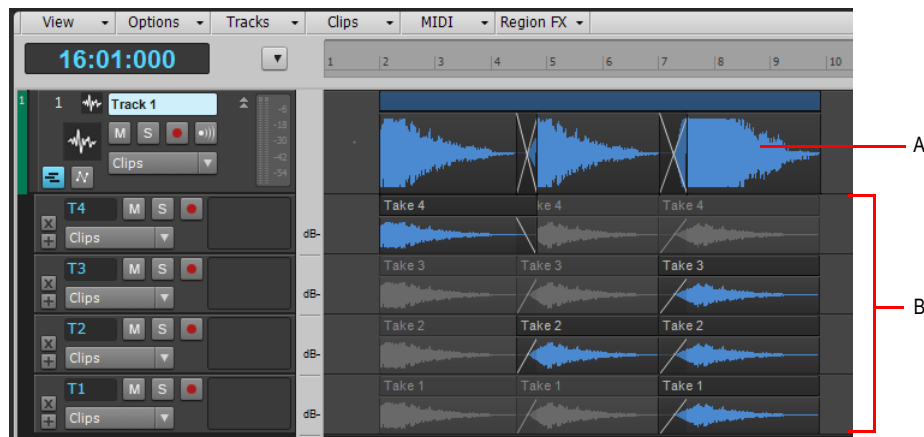 View Options Tracks Clips MIDI Region FX
16:01:000
1 2 3 4 5 6 7 8 9 10
1 1 Track 1
M S
Clips
-6
-18
-30
-42
-54
A
T4 M S
Clips
dB-
Take 4 ke 4 Take 4
T3 M S
Clips
dB-
Take 3 Take 3 Take 3
T2 M S
Clips
dB-
Take 2 Take 2 Take 2
T1 M S
Clips
dB-
Take 1 Take 1 Take 1
B